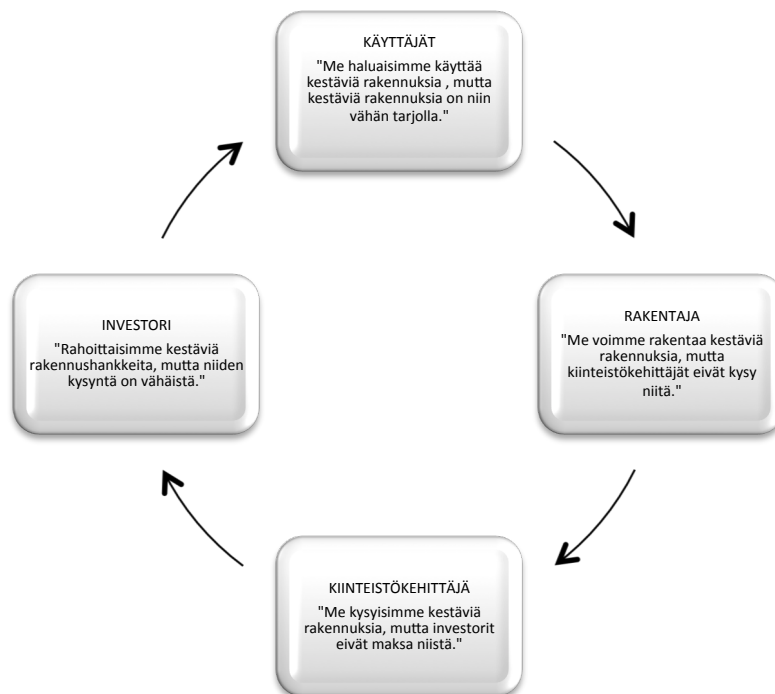 KÄYTTÄJÄT
"Me haluaisimme käyttää
kestäviä rakennuksia , mutta
kestäviä rakennuksia on niin
vähän tarjolla."
RAKENTAJA
"Me voimme rakentaa kestäviä
rakennuksia, mutta
kiinteistökehittäjät eivät kysy
niitä."
KIINTEISTÖKEHITTÄJÄ
"Me kysyisimme kestäviä
rakennuksia, mutta investorit
eivät maksa niistä."
INVESTORI
"Rahoittaisimme kestäviä
rakennushankkeita, mutta niiden
kysyntä on vähäistä."